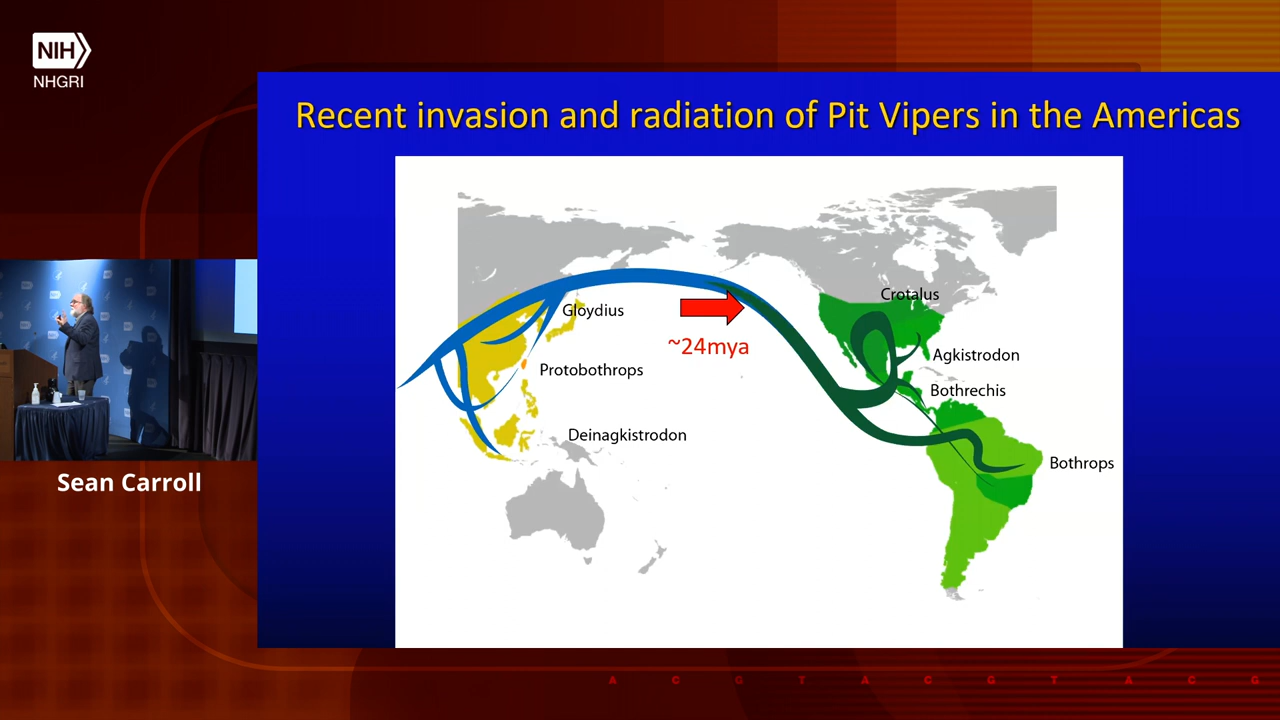 NIH
NHGRI
Recent invasion and radiation of Pit Vipers in the Americas
Crotalus
Gloydius
~24mya
Agkistrodon
Protobothrops
Bothrechis
Deinagkistrodon
Bothrops
Sean Carroll
A C G T A C G T A C G